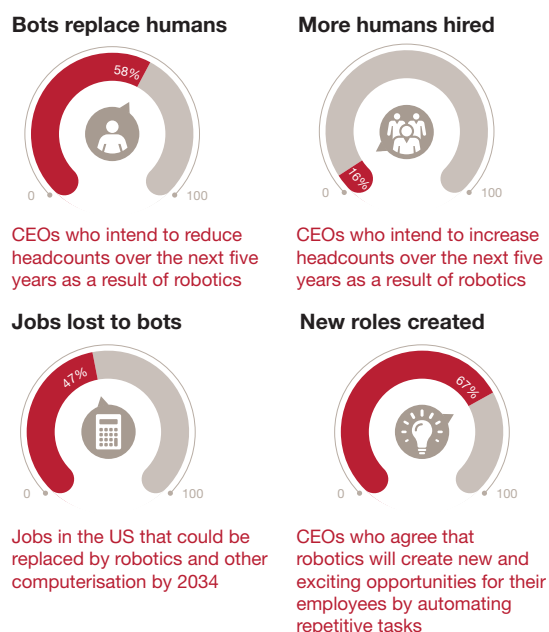 Bots replace humans
58%
0
100
CEOs who intend to reduce
headcounts over the next five
years as a result of robotics
More humans hired
16%
0
100
CEOs who intend to increase
headcounts over the next five
years as a result of robotics
Jobs lost to bots
47%
0
100
Jobs in the US that could be
replaced by robotics and other
computerisation by 2034
New roles created
67%
0
100
CEOs who agree that
robotics will create new and
exciting opportunities for their
employees by automating
repetitive tasks